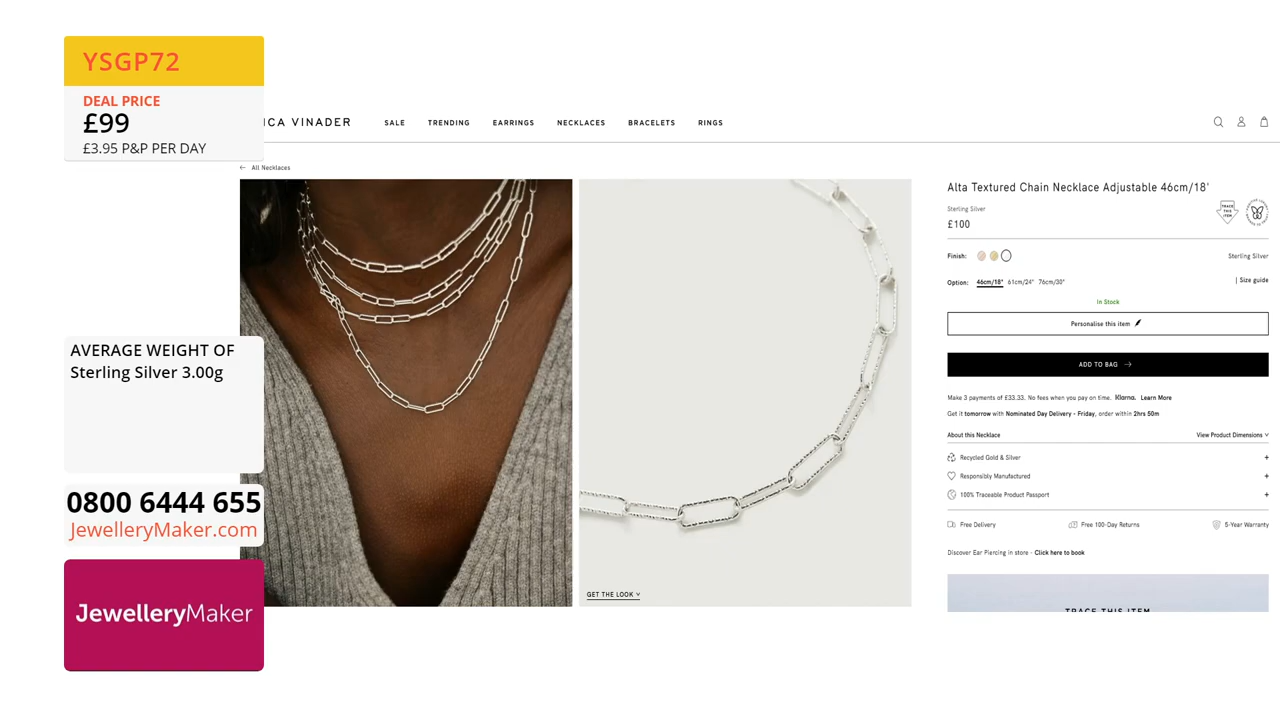 YSGP72
DEAL PRICE
£99
£3.95 P&P PER DAY
AVERAGE WEIGHT OF
Sterling Silver 3.00g
0800 6444 655
JewelleryMaker.com
JewelleryMaker
ICA VINADER
SALE
TRENDING
EARRINGS
NECKLACES
BRACELETS
RINGS
← All Necklaces
GET THE LOOK
Alta Textured Chain Necklace Adjustable 46cm/18'
Sterling Silver
£100
TRACE
THIS
ITEM
Finish:
Sterling Silver
Option: 46cm/18" 61cm/24" 76cm/30"
| Size guide
In Stock
Personalise this item
ADD TO BAG →
Make 3 payments of £33.33. No fees when you pay on time. Klarna. Learn More
Get it tomorrow with Nominated Day Delivery - Friday, order within 2hrs 50m
About this Necklace
View Product Dimensions
Recycled Gold & Silver +
Responsibly Manufactured +
100% Traceable Product Passport +
Free Delivery
Free 100-Day Returns
5-Year Warranty
Discover Ear Piercing in store - Click here to book
TRACE THIS ITEM